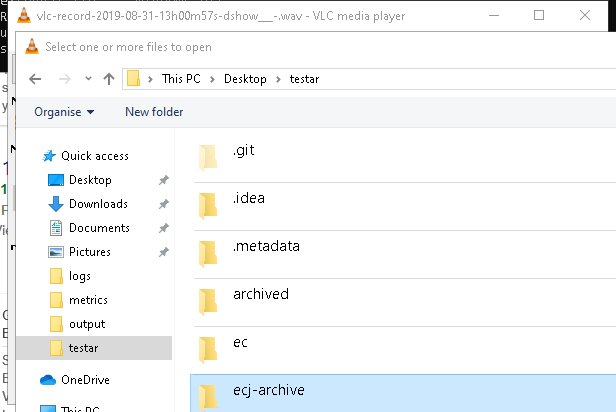 vlc-record-2019-08-31-13h00m57s-dshow___-.wav - VLC media player
Select one or more files to open
This PC > Desktop > testar
Organise New folder
Quick access
Desktop
Downloads
Documents
Pictures
logs
metrics
output
testar
OneDrive
This PC
.git
.idea
.metadata
archived
ec
ecj-archive